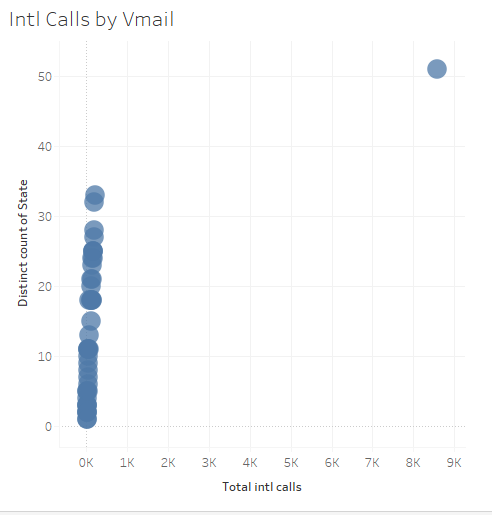 Intl Calls by Vmail
50
40
30
20
10
0
Distinct count of State
0K 1K 2K 3K 4K 5K 6K 7K 8K 9K
Total intl calls